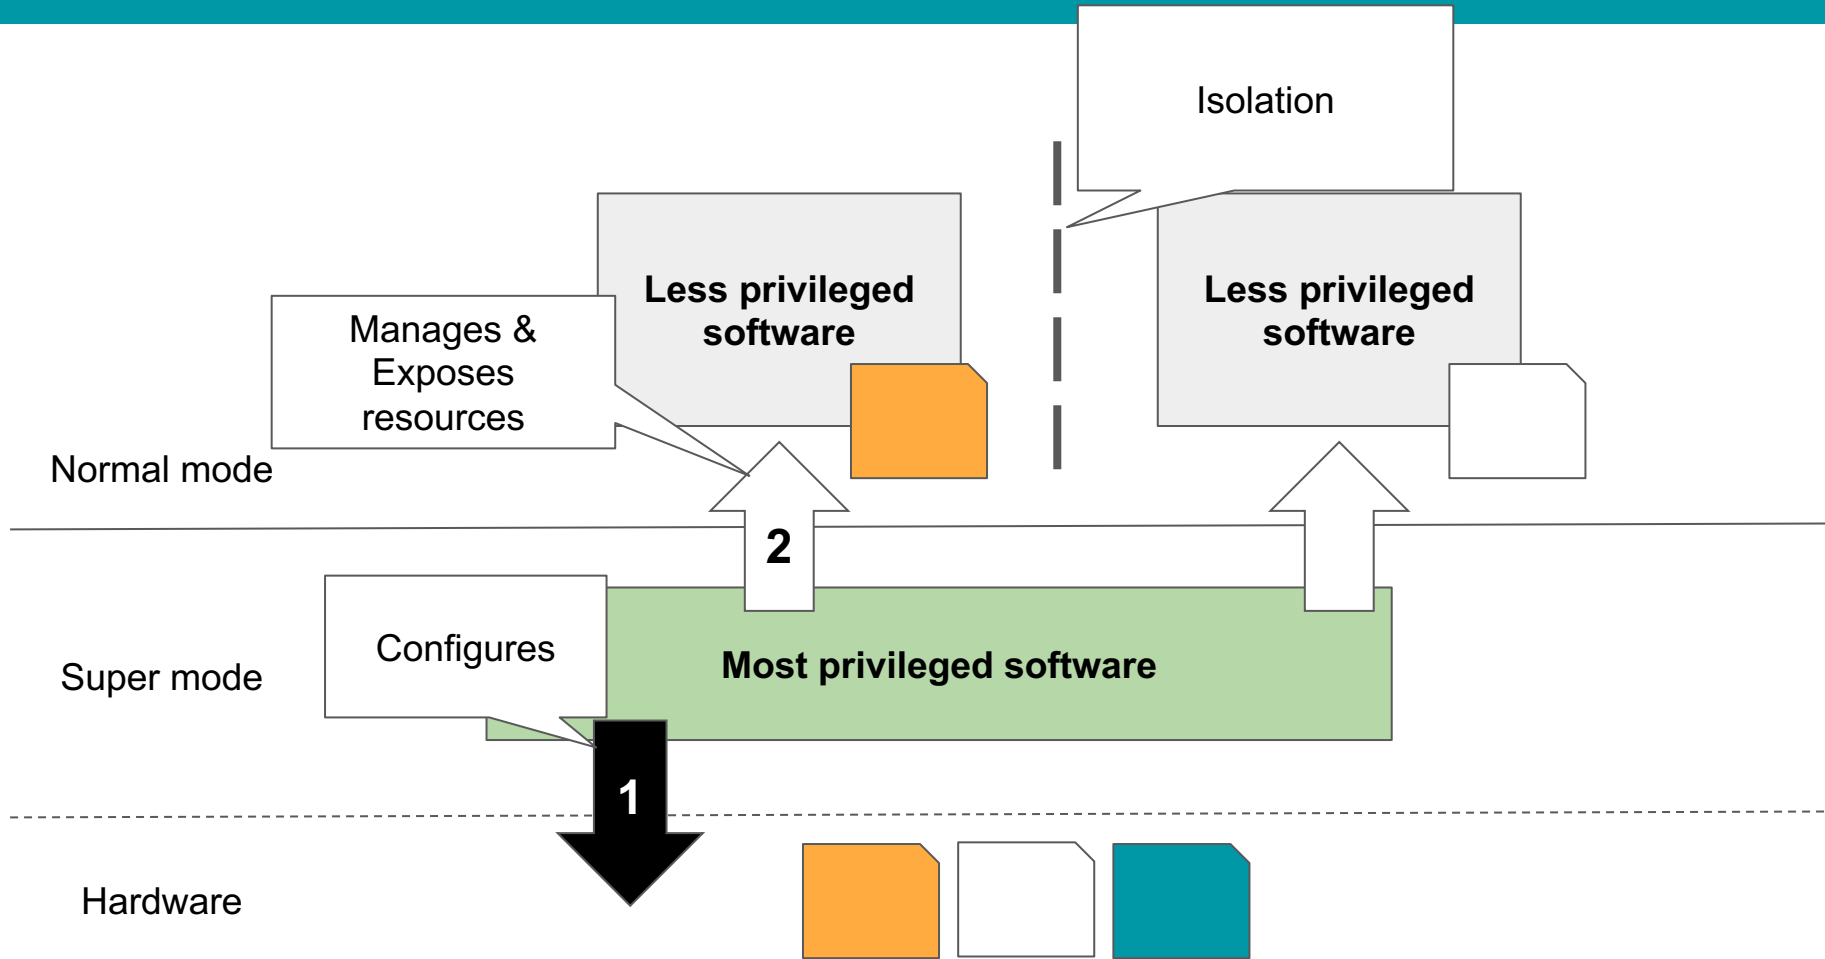 Isolation
Less privileged
software
Less privileged
software
Manages &
Exposes
resources
Normal mode
2
Configures
Most privileged software
Super mode
1
Hardware